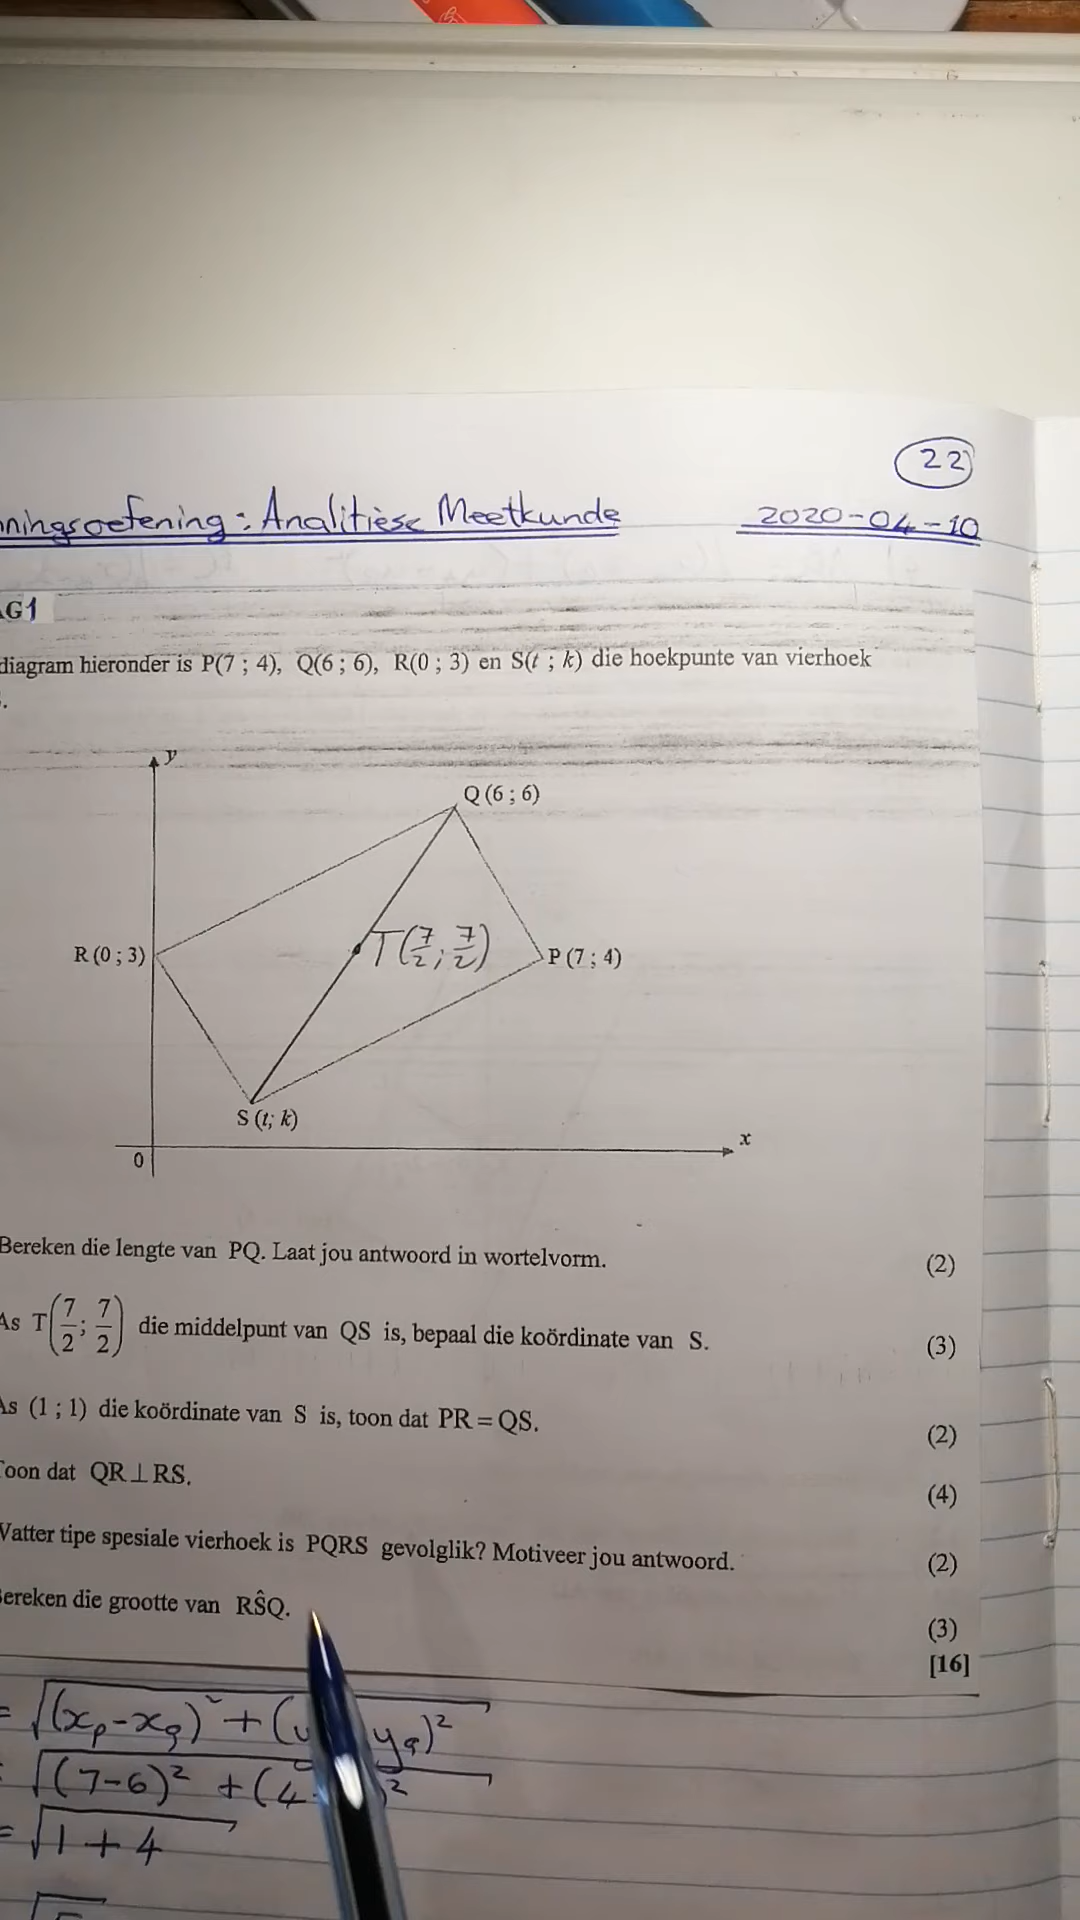 22
ningsoefening: Analitiese Meetkunde 2020-04-10
AG1
diagram hieronder is P(7 ; 4), Q(6 ; 6), R(0 ; 3) en S(t ; k) die hoekpunte van vierhoek
y
Q (6 ; 6)
R (0 ; 3)
T(7/2 ; 7/2)
P (7 ; 4)
S (t; k)
x
0
Bereken die lengte van PQ. Laat jou antwoord in wortelvorm. (2)
As T(7/2 ; 7/2) die middelpunt van QS is, bepaal die koördinate van S. (3)
As (1 ; 1) die koördinate van S is, toon dat PR = QS. (2)
Toon dat QR ⊥ RS. (4)
Watter tipe spesiale vierhoek is PQRS gevolglik? Motiveer jou antwoord. (2)
Bereken die grootte van RŜQ. (3)
[16]
= √(xp-xq)² + (y yq)²
= √(7-6)² + (4 )²
= √1 + 4